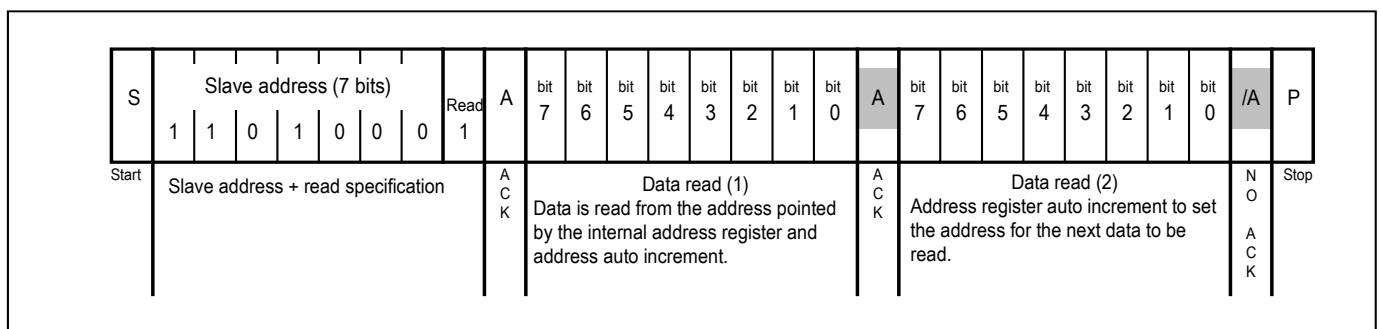 S Slave address (7 bits) Read A bit bit bit bit bit bit bit bit A bit bit bit bit bit bit bit bit /A P
1 1 0 1 0 0 0 1 7 6 5 4 3 2 1 0 7 6 5 4 3 2 1 0
Start Slave address + read specification
A C K
Data read (1)
Data is read from the address pointed
by the internal address register and
address auto increment.
A C K
Data read (2)
Address register auto increment to set
the address for the next data to be
read.
N O A C K
Stop